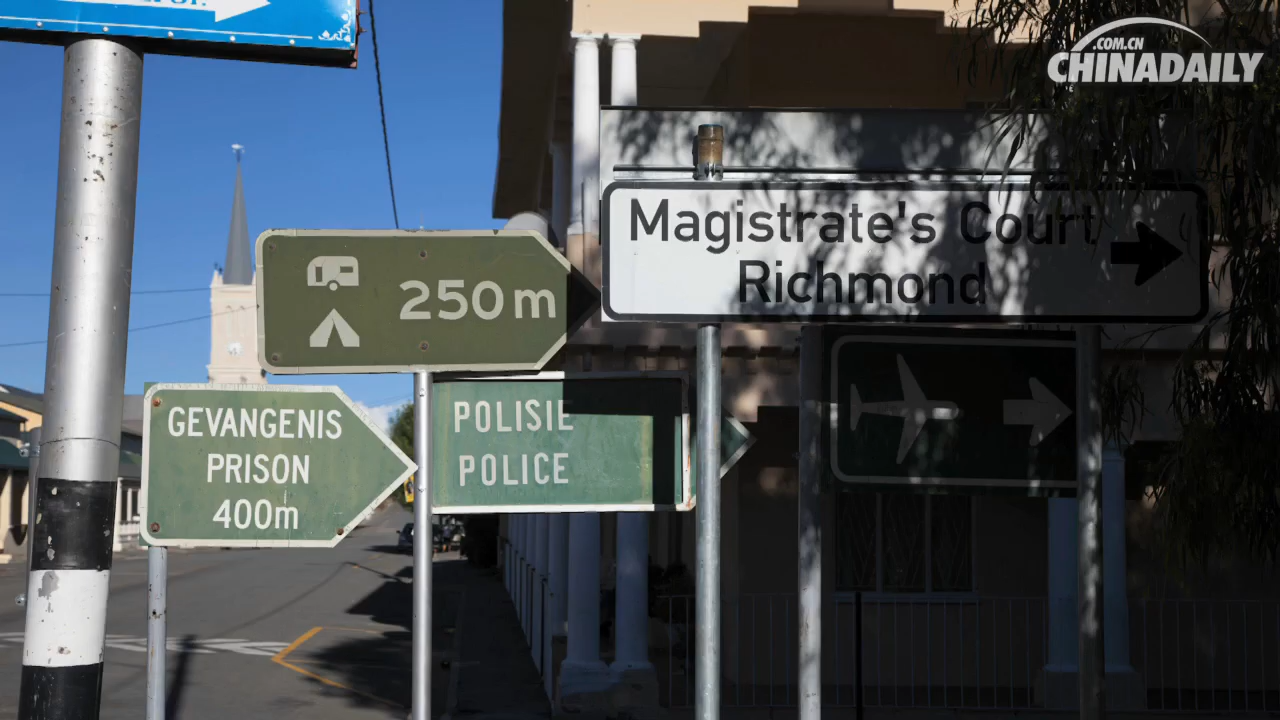 .COM.CN
CHINADAILY
Magistrate's Court
Richmond
250m
GEVANGENIS
PRISON
400m
POLISIE
POLICE